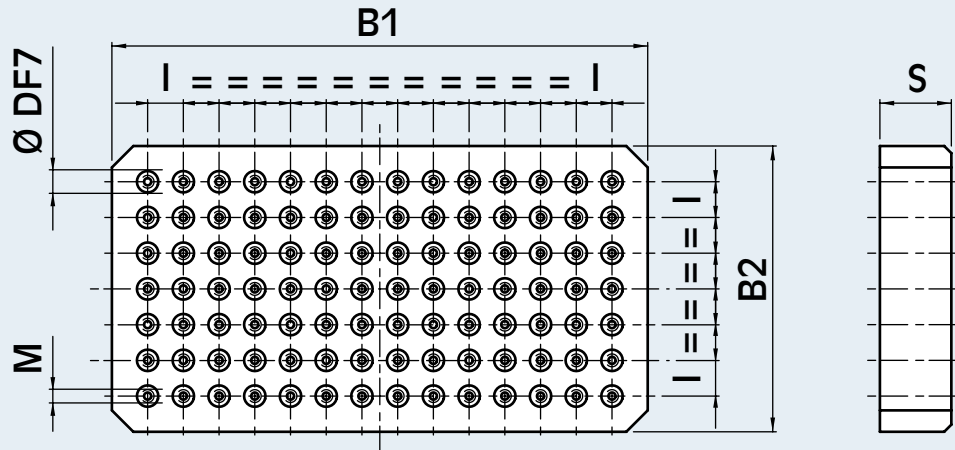 B1
I = = = = = = = = = = = I
S
Ø DF7
I = = = = I
B2
M